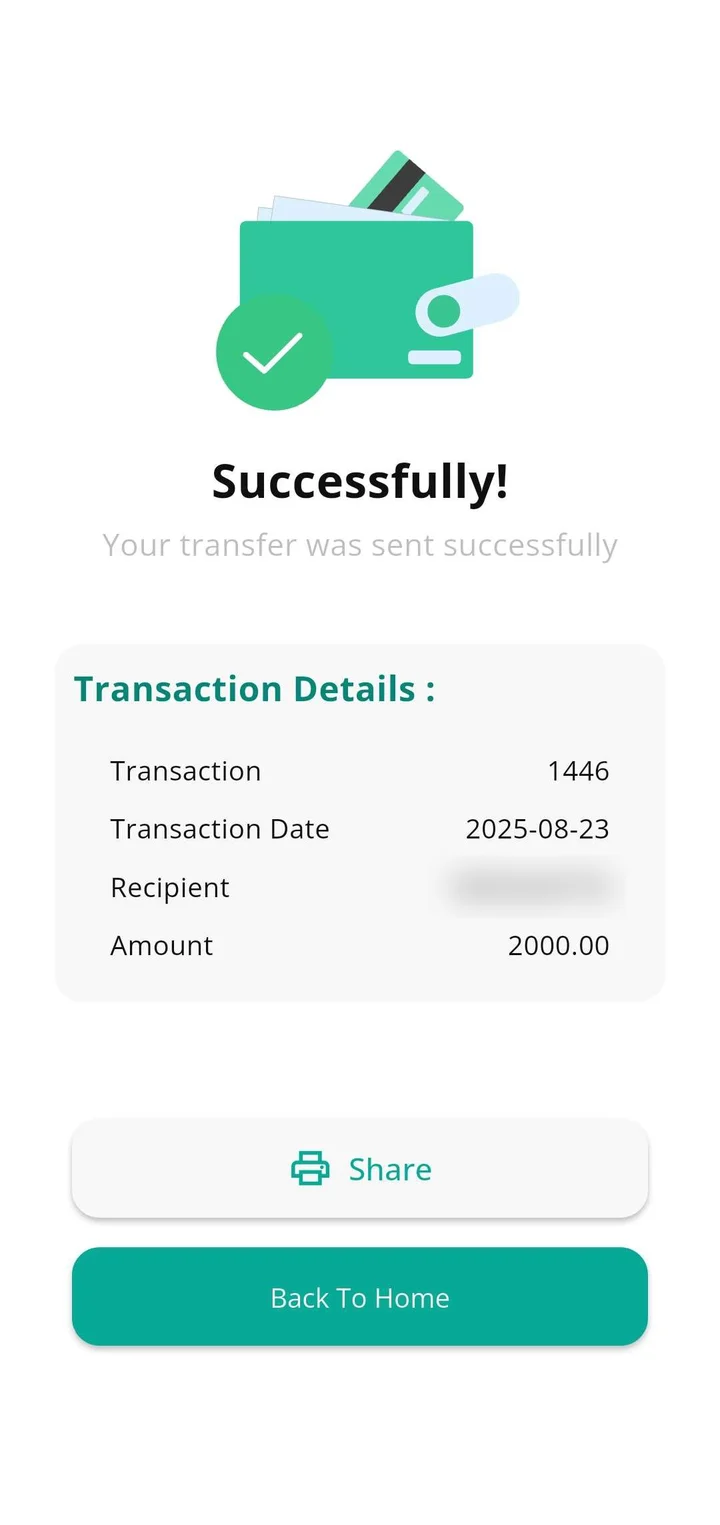 Successfully!
Your transfer was sent successfully
Transaction Details :
Transaction 1446
Transaction Date 2025-08-23
Recipient
Amount 2000.00
Share
Back To Home